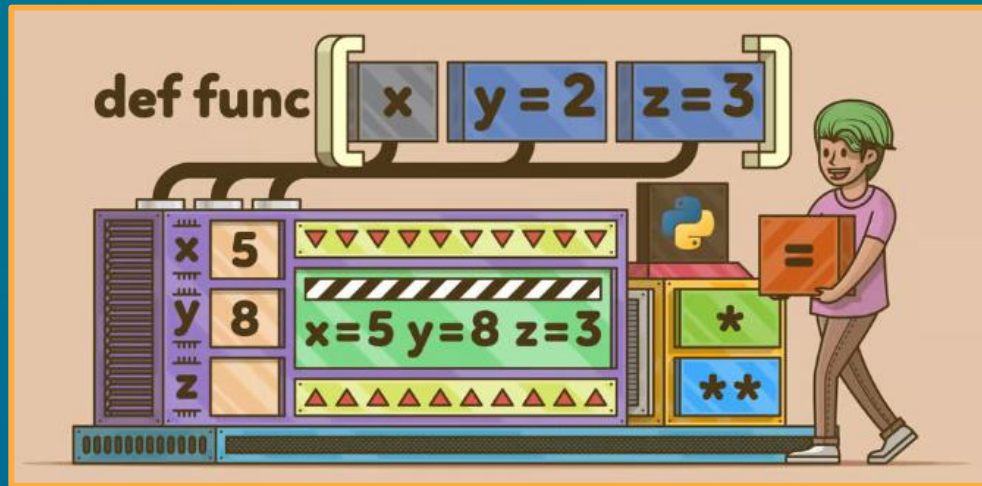 def func [ x y = 2 z = 3 ]
x 5
y 8
z
x=5 y=8 z=3
=
*
**